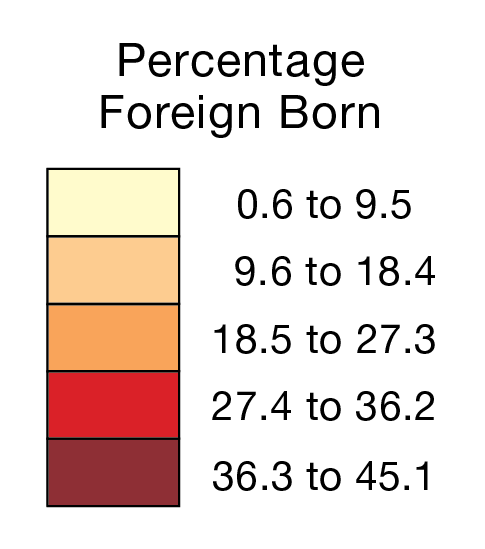 Percentage
Foreign Born
0.6 to 9.5
9.6 to 18.4
18.5 to 27.3
27.4 to 36.2
36.3 to 45.1